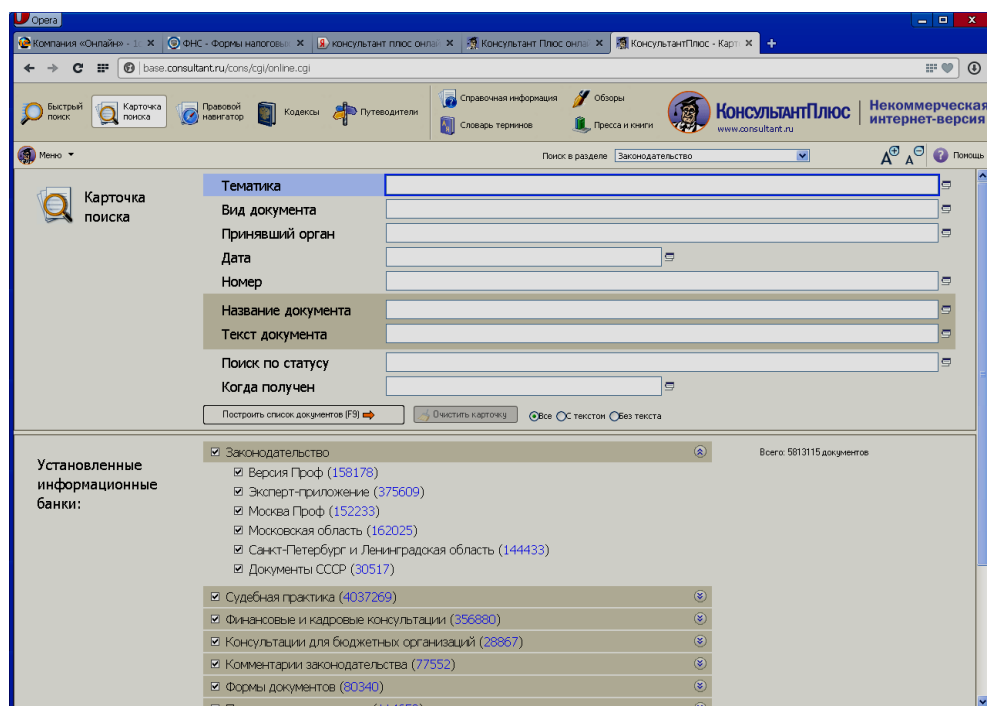 Opera
Компания «Онлайн» - 1
ФНС - Формы налоговы
консультант плюс онлай
Консультант Плюс онлай
КонсультантПлюс - Карт
base.consultant.ru/cons/cgi/online.cgi
Быстрый поиск
Карточка поиска
Правовой навигатор
Кодексы
Путеводители
Справочная информация
Обзоры
Словарь терминов
Пресса и книги
КонсультантПлюс
www.consultant.ru
Некоммерческая
интернет-версия
Меню
Поиск в разделе
Законодательство
A A
Помощь
Карточка
поиска
Тематика
Вид документа
Принявший орган
Дата
Номер
Название документа
Текст документа
Поиск по статусу
Когда получен
Построить список документов (F9)
Очистить карточку
Все С текстом Без текста
Установленные
информационные
банки:
Законодательство
Всего: 5813115 документов
Версия Проф (158178)
Эксперт-приложение (375609)
Москва Проф (152233)
Московская область (162025)
Санкт-Петербург и Ленинградская область (144433)
Документы СССР (30517)
Судебная практика (4037269)
Финансовые и кадровые консультации (356880)
Консультации для бюджетных организаций (28867)
Комментарии законодательства (77552)
Формы документов (80340)